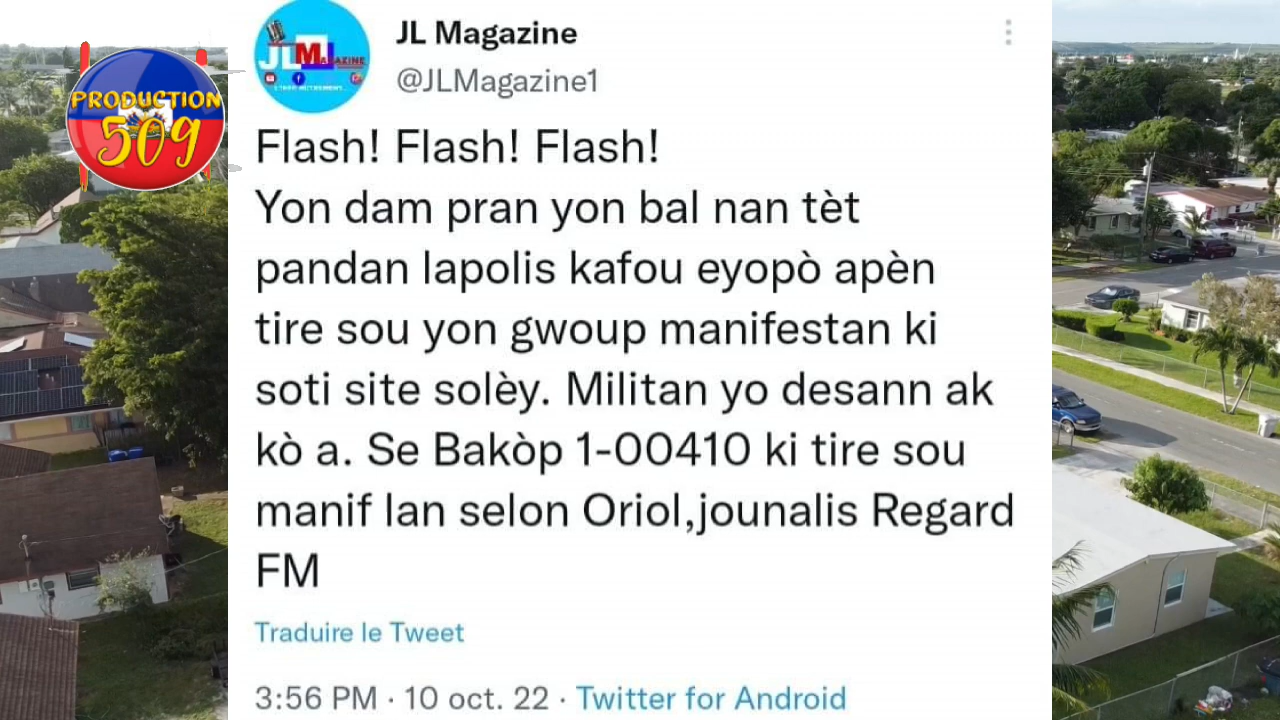 JL Magazine
@JLMagazine1
JLMAGAZINE
PRODUCTION
509
Flash! Flash! Flash!
Yon dam pran yon bal nan tèt
pandan lapolis kafou eyopò apèn
tire sou yon gwoup manifestan ki
soti site solèy. Militan yo desann ak
kò a. Se Bakòp 1-00410 ki tire sou
manif lan selon Oriol,jounalis Regard
FM
Traduire le Tweet
3:56 PM · 10 oct. 22 · Twitter for Android